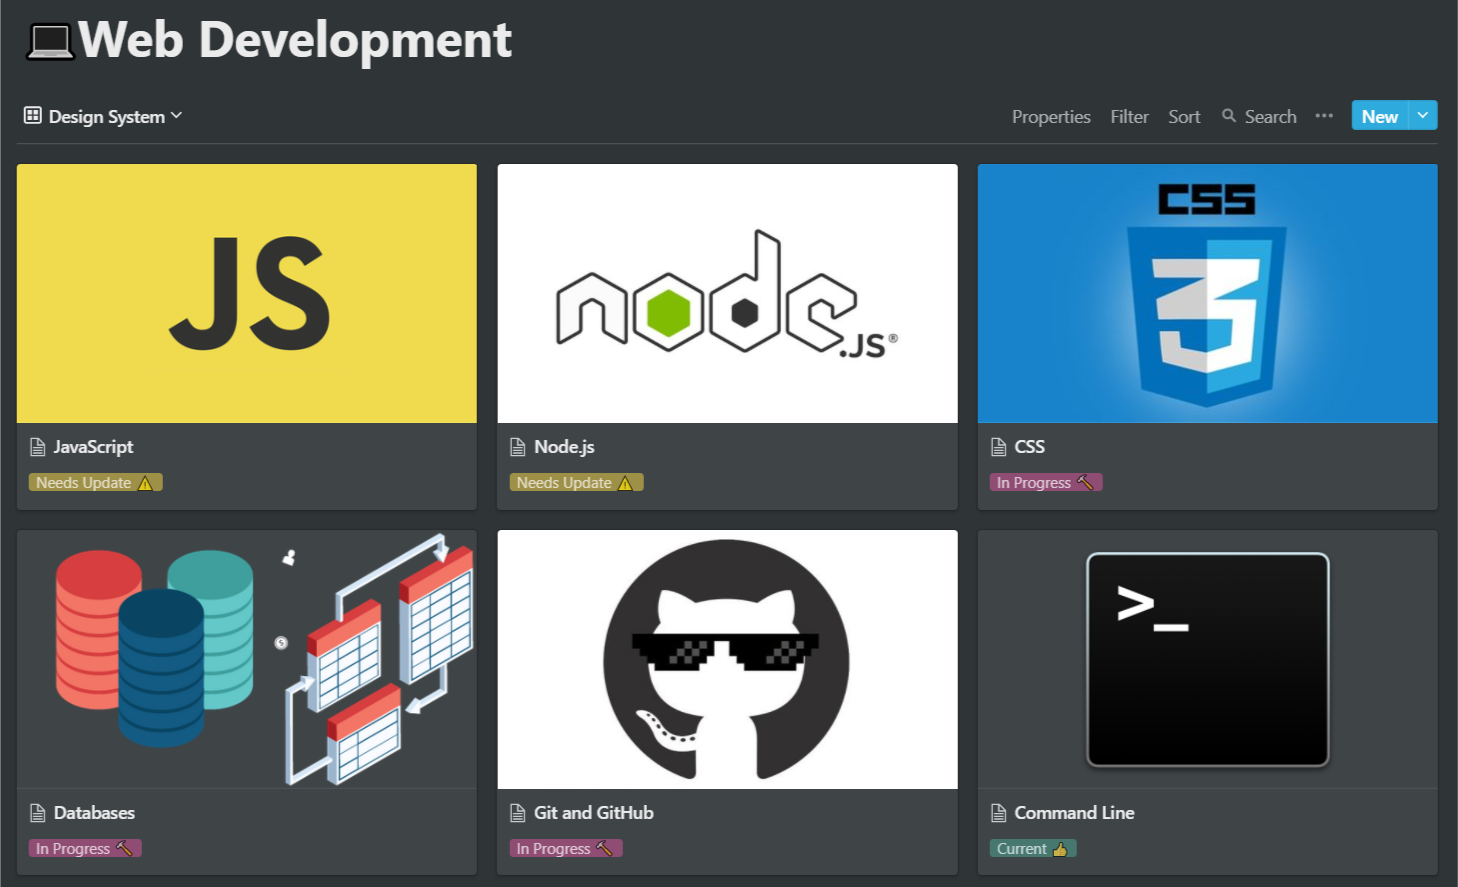 💻Web Development
Design System
Properties Filter Sort Search ••• New
JS
node
.JS®
CSS
3
JavaScript
Needs Update ⚠️
Node.js
Needs Update ⚠️
CSS
In Progress 🔨
$
>_
Databases
In Progress 🔨
Git and GitHub
In Progress 🔨
Command Line
Current 👍